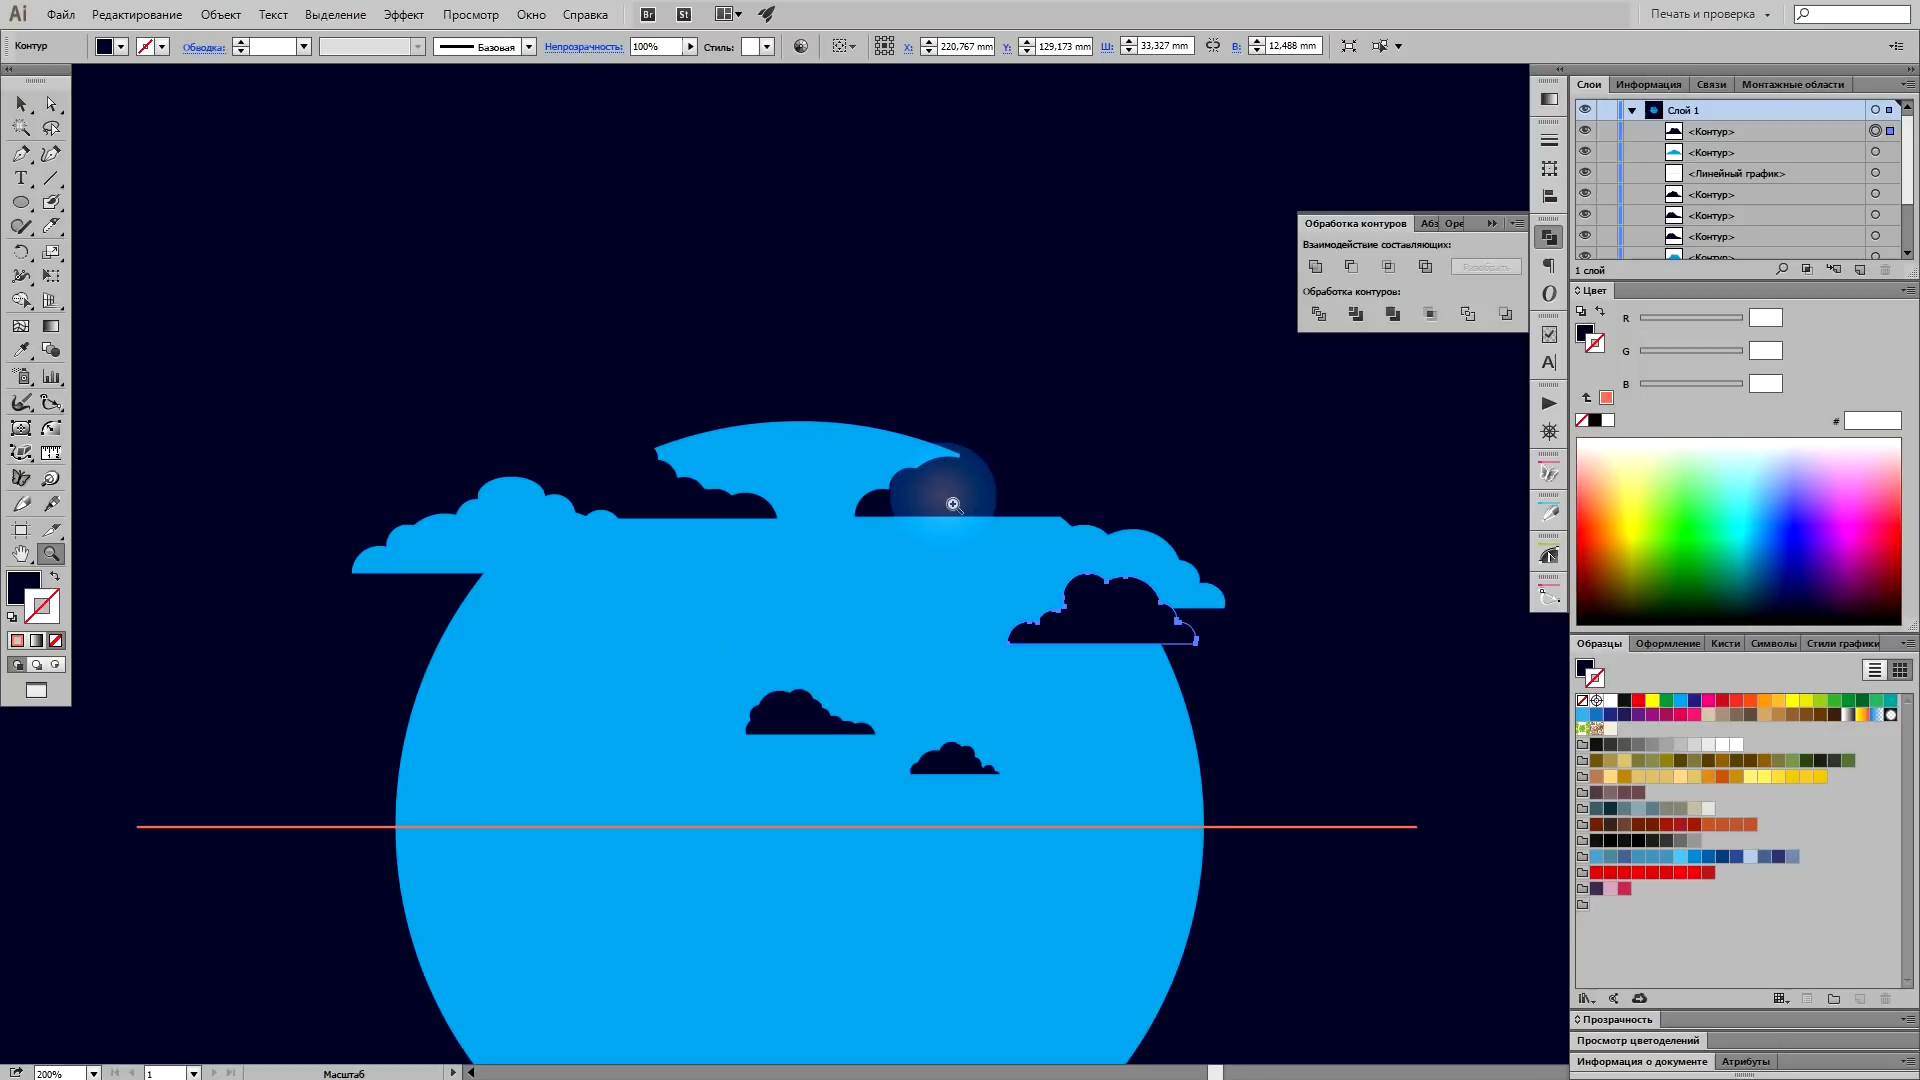 Ai Файл Редактирование Объект Текст Выделение Эффект Просмотр Окно Справка Br St Печать и проверка
Контур Обводка: Базовая Непрозрачность: 100% Стиль: X: 220,767 mm Y: 129,173 mm Ш: 33,327 mm В: 12,488 mm
Слои Информация Связи Монтажные области
Слой 1
<Контур>
<Контур>
<Линейный график>
<Контур>
<Контур>
<Контур>
<Контур>
1 слой
Обработка контуров Абз Оре
Взаимодействие составляющих:
Разобрать
Обработка контуров:
Цвет
R
G
B
#
Образцы Оформление Кисти Символы Стили графики
Прозрачность
Просмотр цветоделений
Информация о документе Атрибуты
200% 1 Масштаб